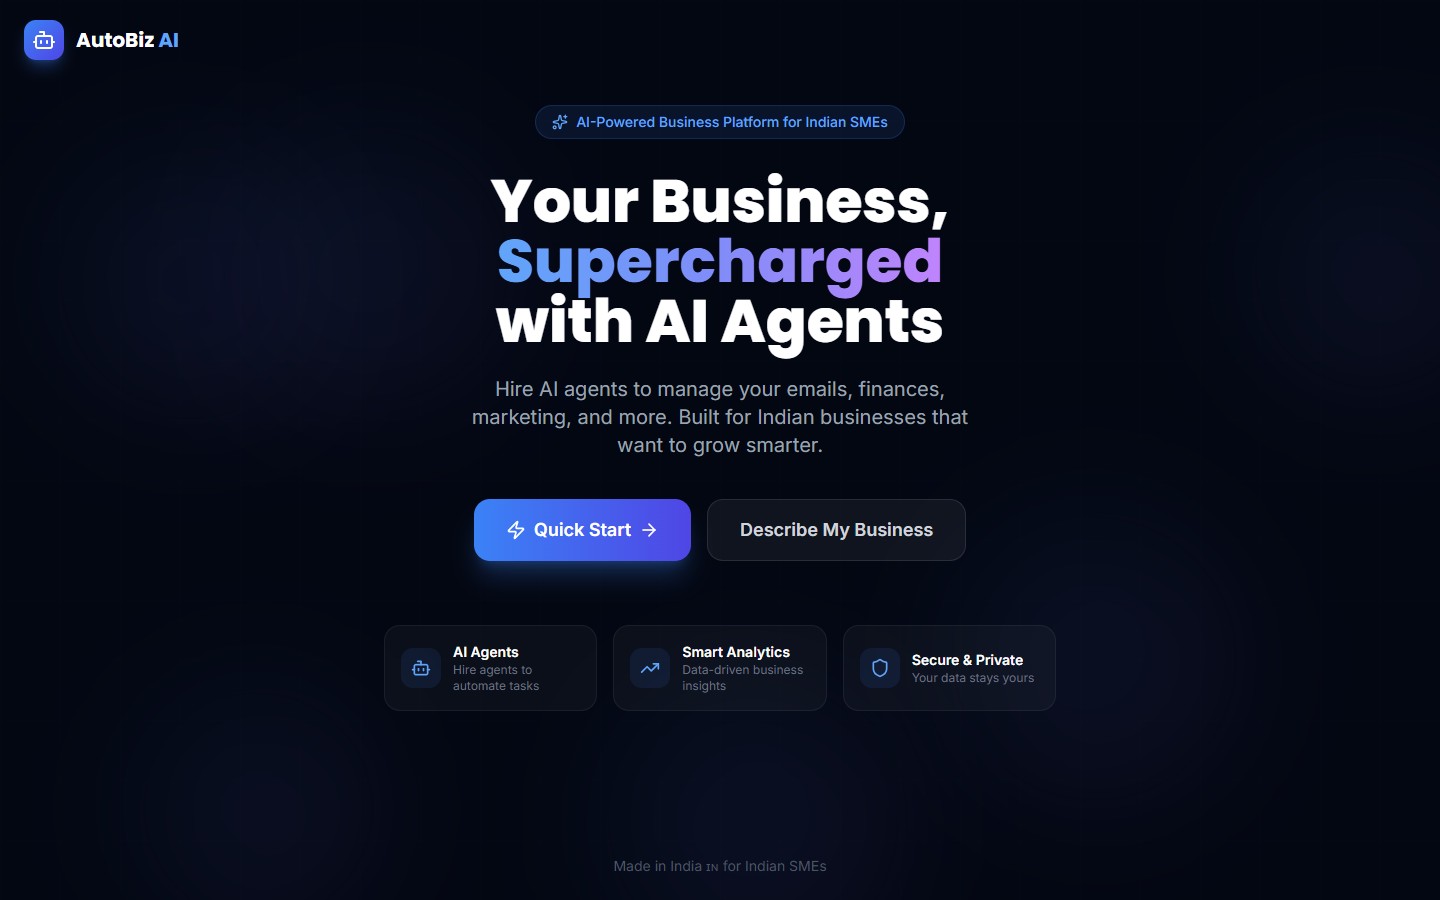 AutoBiz AI
AI-Powered Business Platform for Indian SMEs
Your Business,
Supercharged
with AI Agents
Hire AI agents to manage your emails, finances,
marketing, and more. Built for Indian businesses that
want to grow smarter.
Quick Start
Describe My Business
AI Agents
Hire agents to
automate tasks
Smart Analytics
Data-driven business
insights
Secure & Private
Your data stays yours
Made in India IN for Indian SMEs